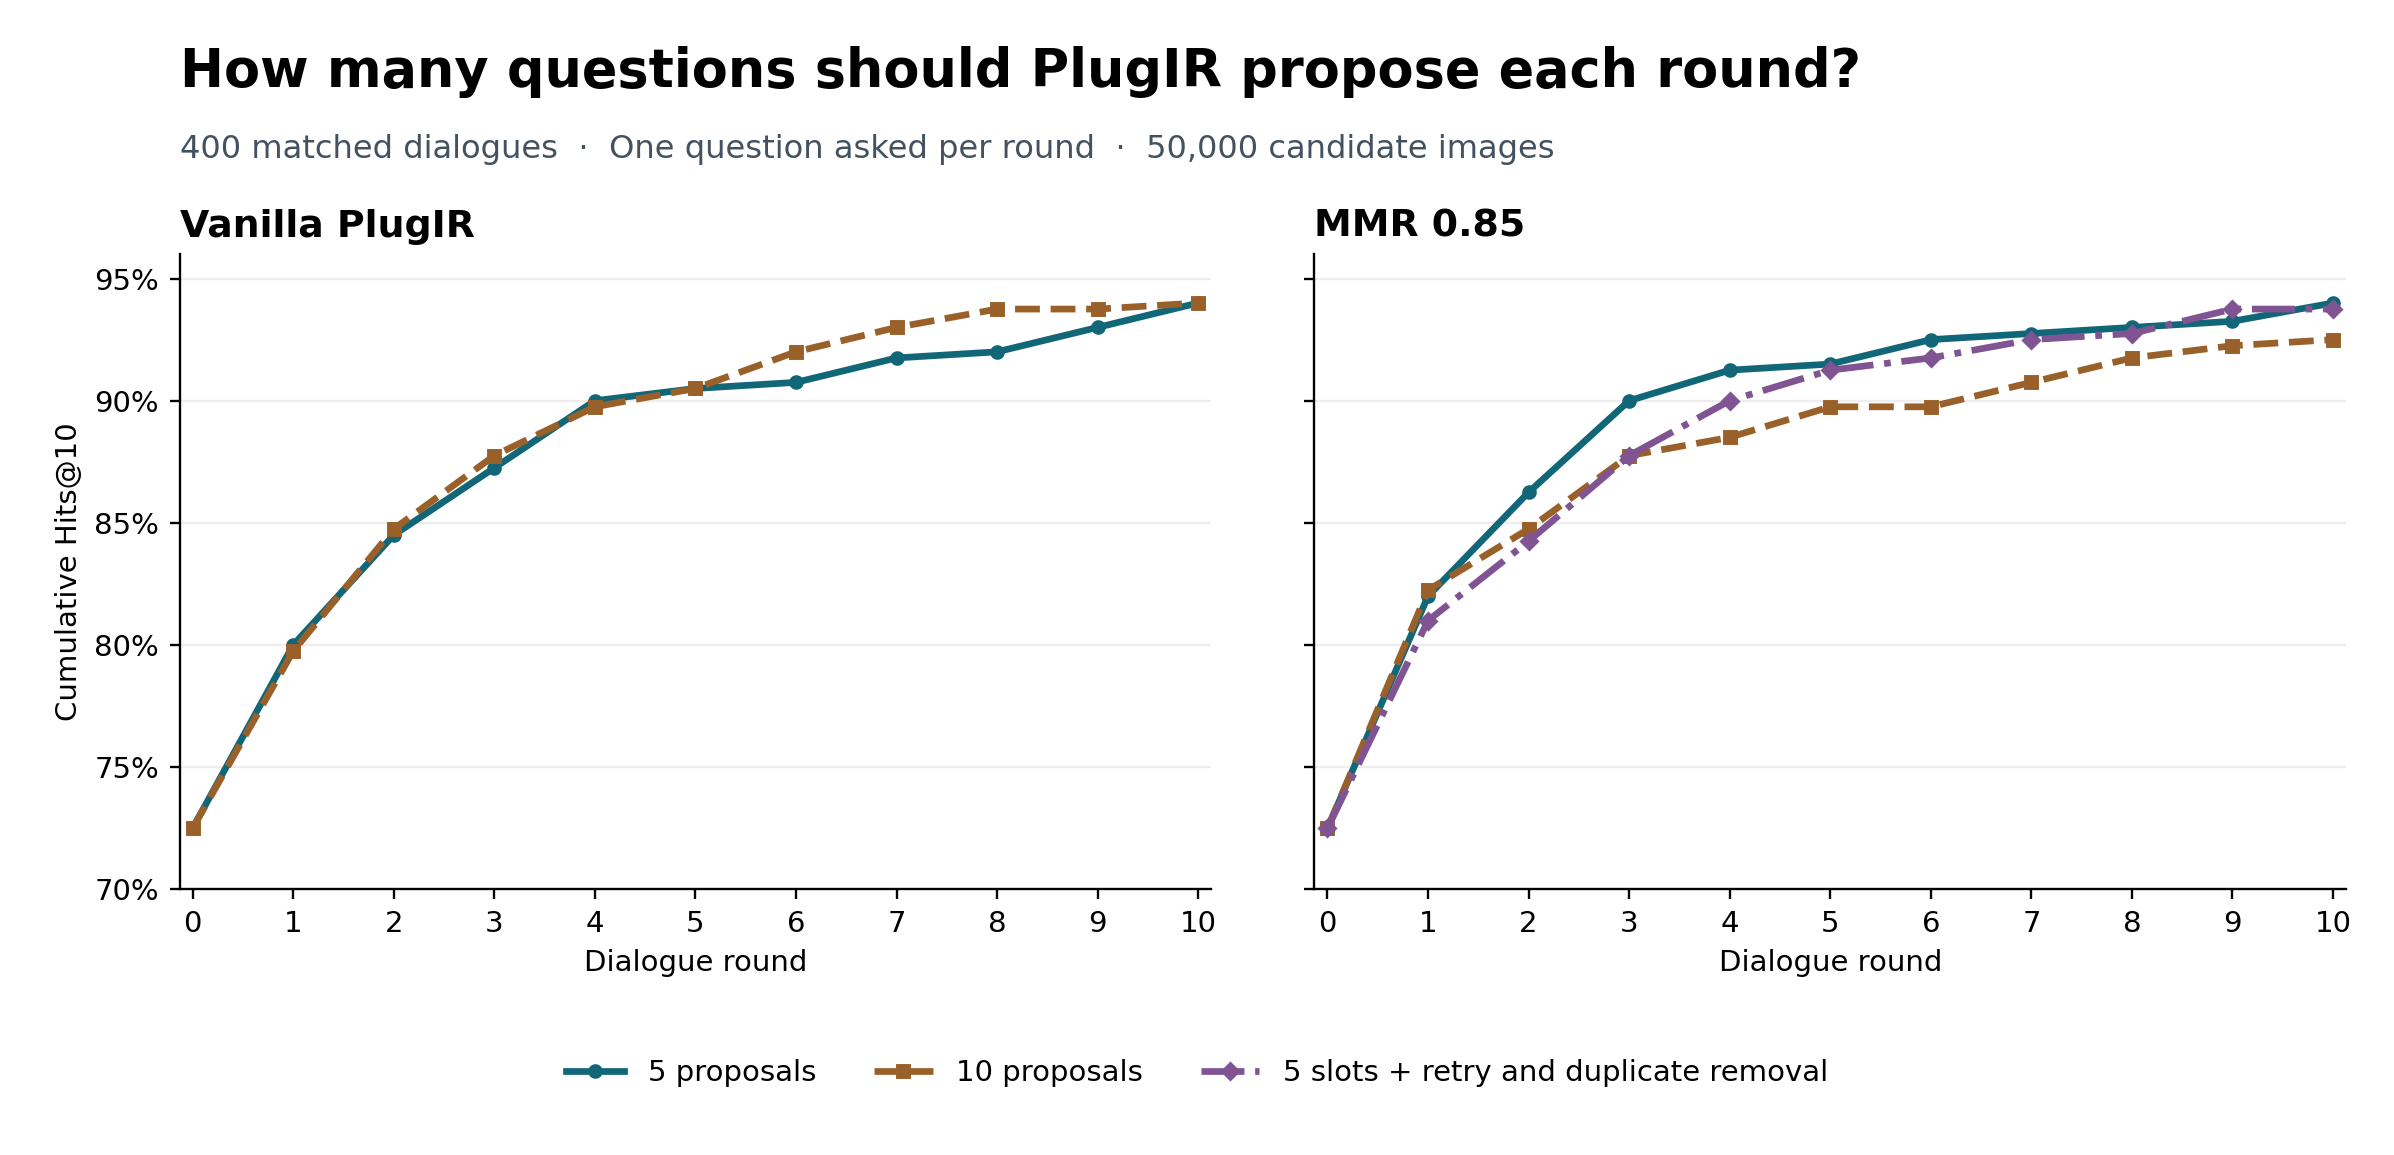 How many questions should PlugIR propose each round?
400 matched dialogues · One question asked per round · 50,000 candidate images
Vanilla PlugIR
95%
90%
85%
80%
75%
70%
Cumulative Hits@10
0 1 2 3 4 5 6 7 8 9 10
Dialogue round
MMR 0.85
0 1 2 3 4 5 6 7 8 9 10
Dialogue round
5 proposals
10 proposals
5 slots + retry and duplicate removal